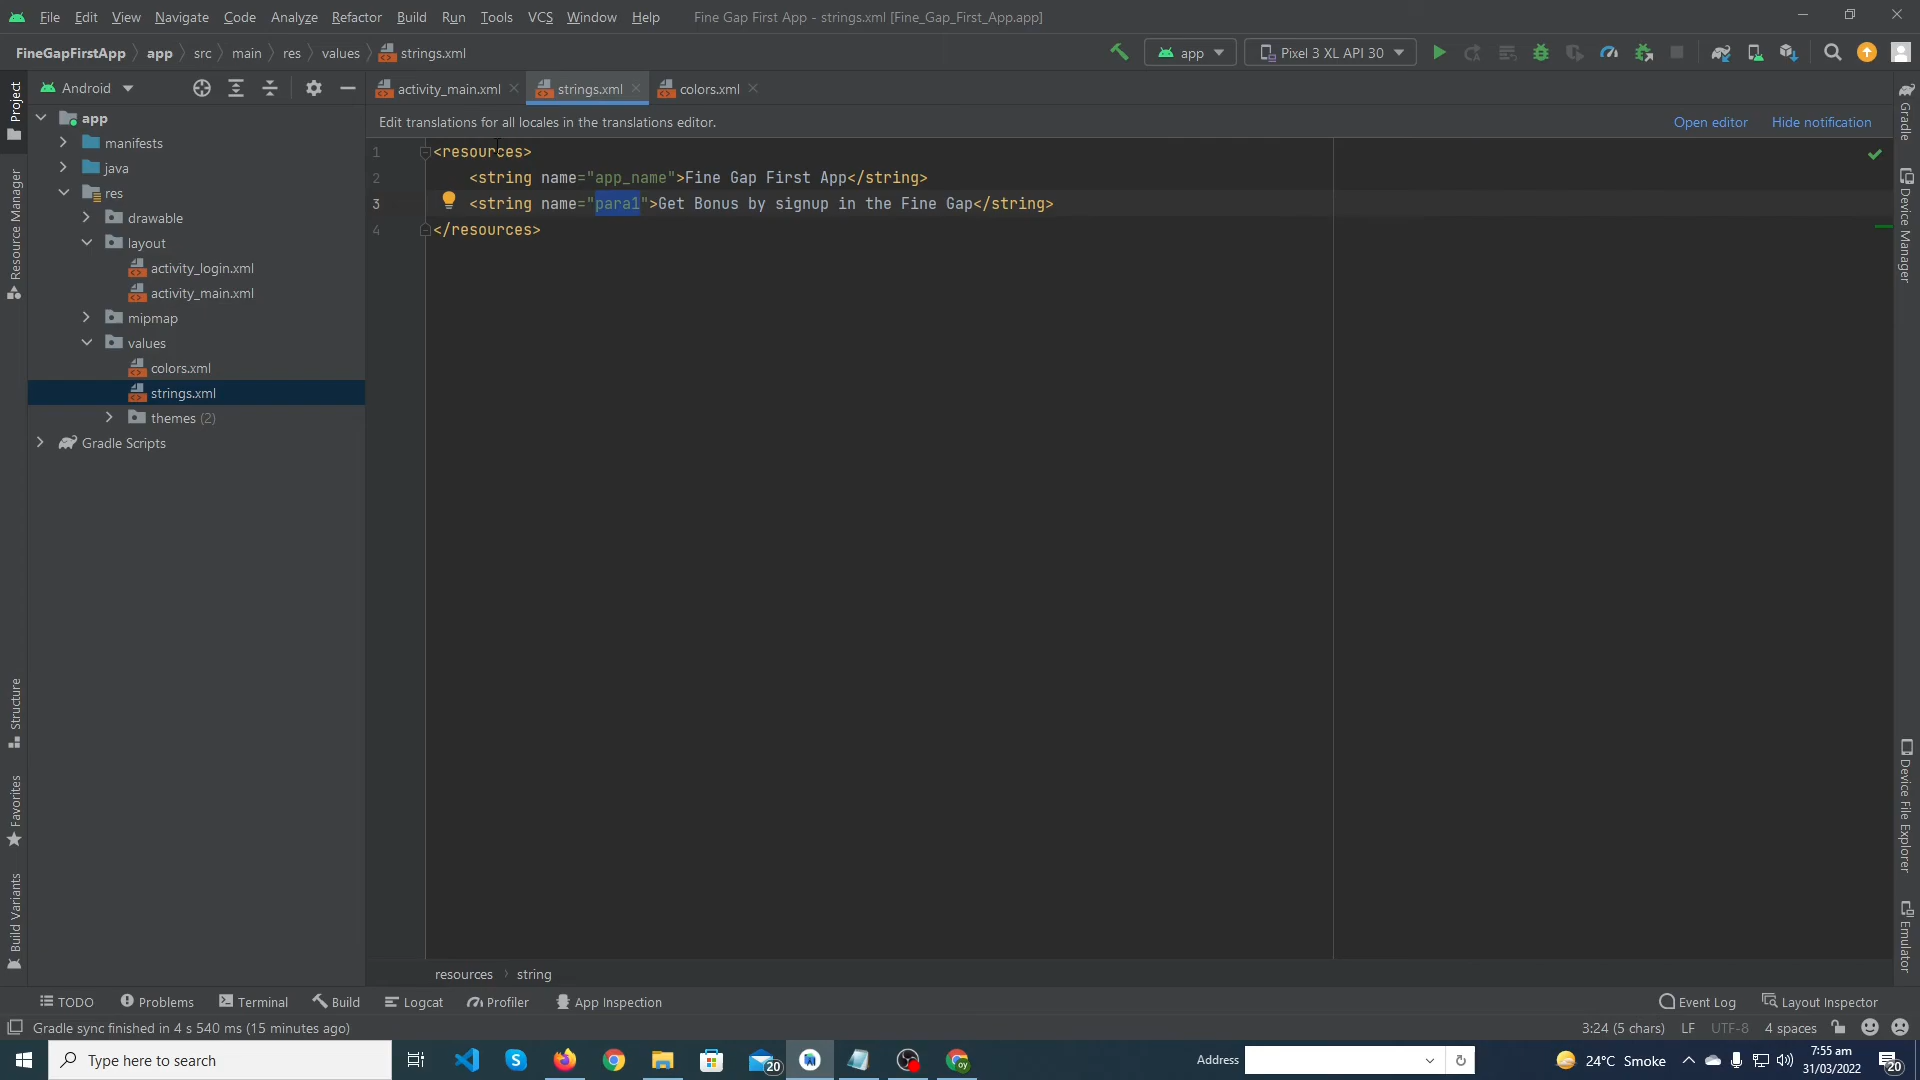 File Edit View Navigate Code Analyze Refactor Build Run Tools VCS Window Help Fine Gap First App - strings.xml [Fine_Gap_First_App.app]
FineGapFirstApp app src main res values strings.xml app Pixel 3 XL API 30
Android activity_main.xml strings.xml colors.xml
Edit translations for all locales in the translations editor. Open editor Hide notification
1 <resources>
2 <string name="app_name">Fine Gap First App</string>
3 <string name="para1">Get Bonus by signup in the Fine Gap</string>
4 </resources>
app
manifests
java
res
drawable
layout
activity_login.xml
activity_main.xml
mipmap
values
colors.xml
strings.xml
themes (2)
Gradle Scripts
Project
Resource Manager
Structure
Favorites
Build Variants
Gradle
Device Manager
Device File Explorer
Emulator
resources string
TODO Problems Terminal Build Logcat Profiler App Inspection Event Log Layout Inspector
Gradle sync finished in 4 s 540 ms (15 minutes ago) 3:24 (5 chars) LF UTF-8 4 spaces
Type here to search 20 Address 24°C Smoke 7:55 am 20
31/03/2022